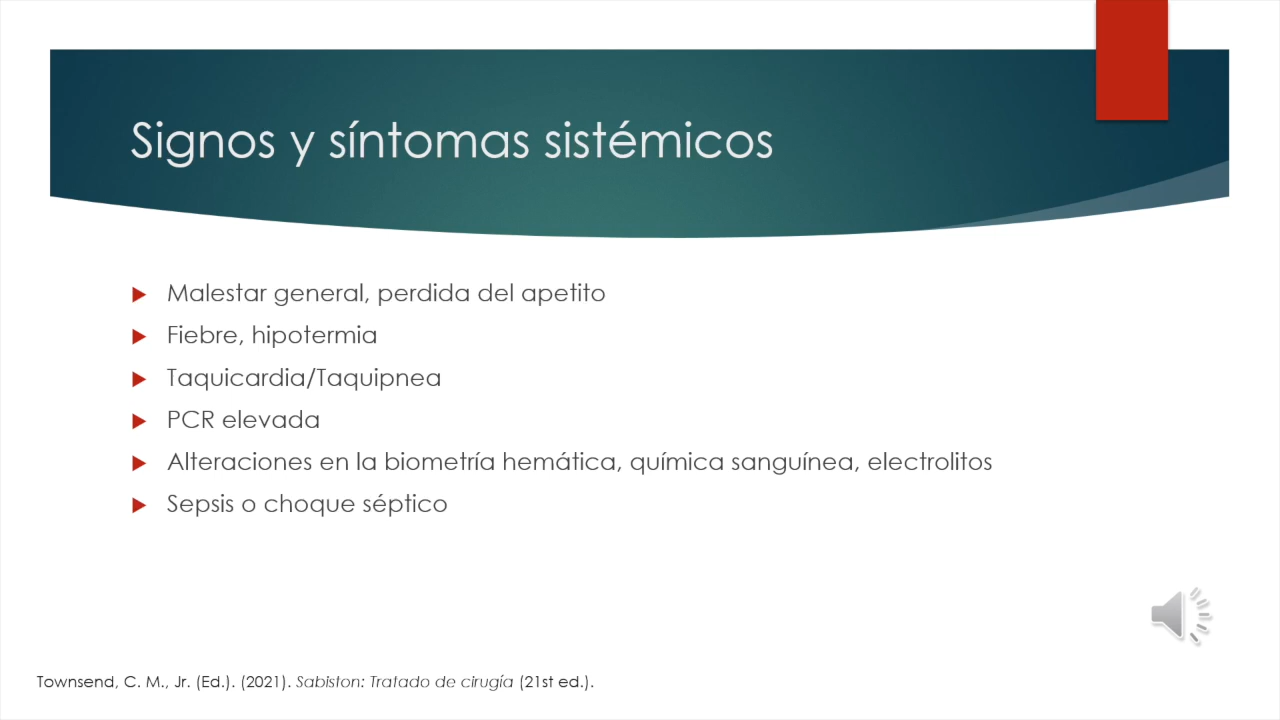 Signos y síntomas sistémicos
Malestar general, perdida del apetito
Fiebre, hipotermia
Taquicardia/Taquipnea
PCR elevada
Alteraciones en la biometría hemática, química sanguínea, electrolitos
Sepsis o choque séptico
Townsend, C. M., Jr. (Ed.). (2021). Sabiston: Tratado de cirugía (21st ed.).